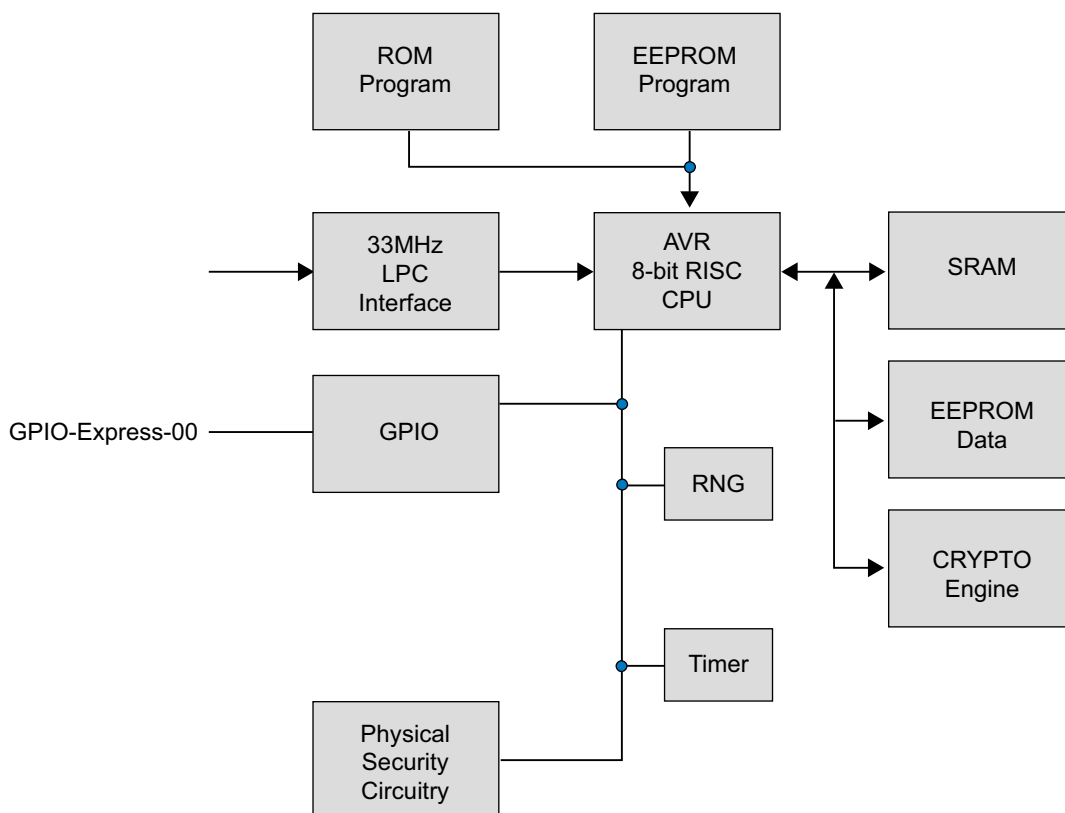 ROM
Program
EEPROM
Program
33MHz
LPC
Interface
AVR
8-bit RISC
CPU
SRAM
GPIO-Express-00
GPIO
EEPROM
Data
RNG
CRYPTO
Engine
Timer
Physical
Security
Circuitry